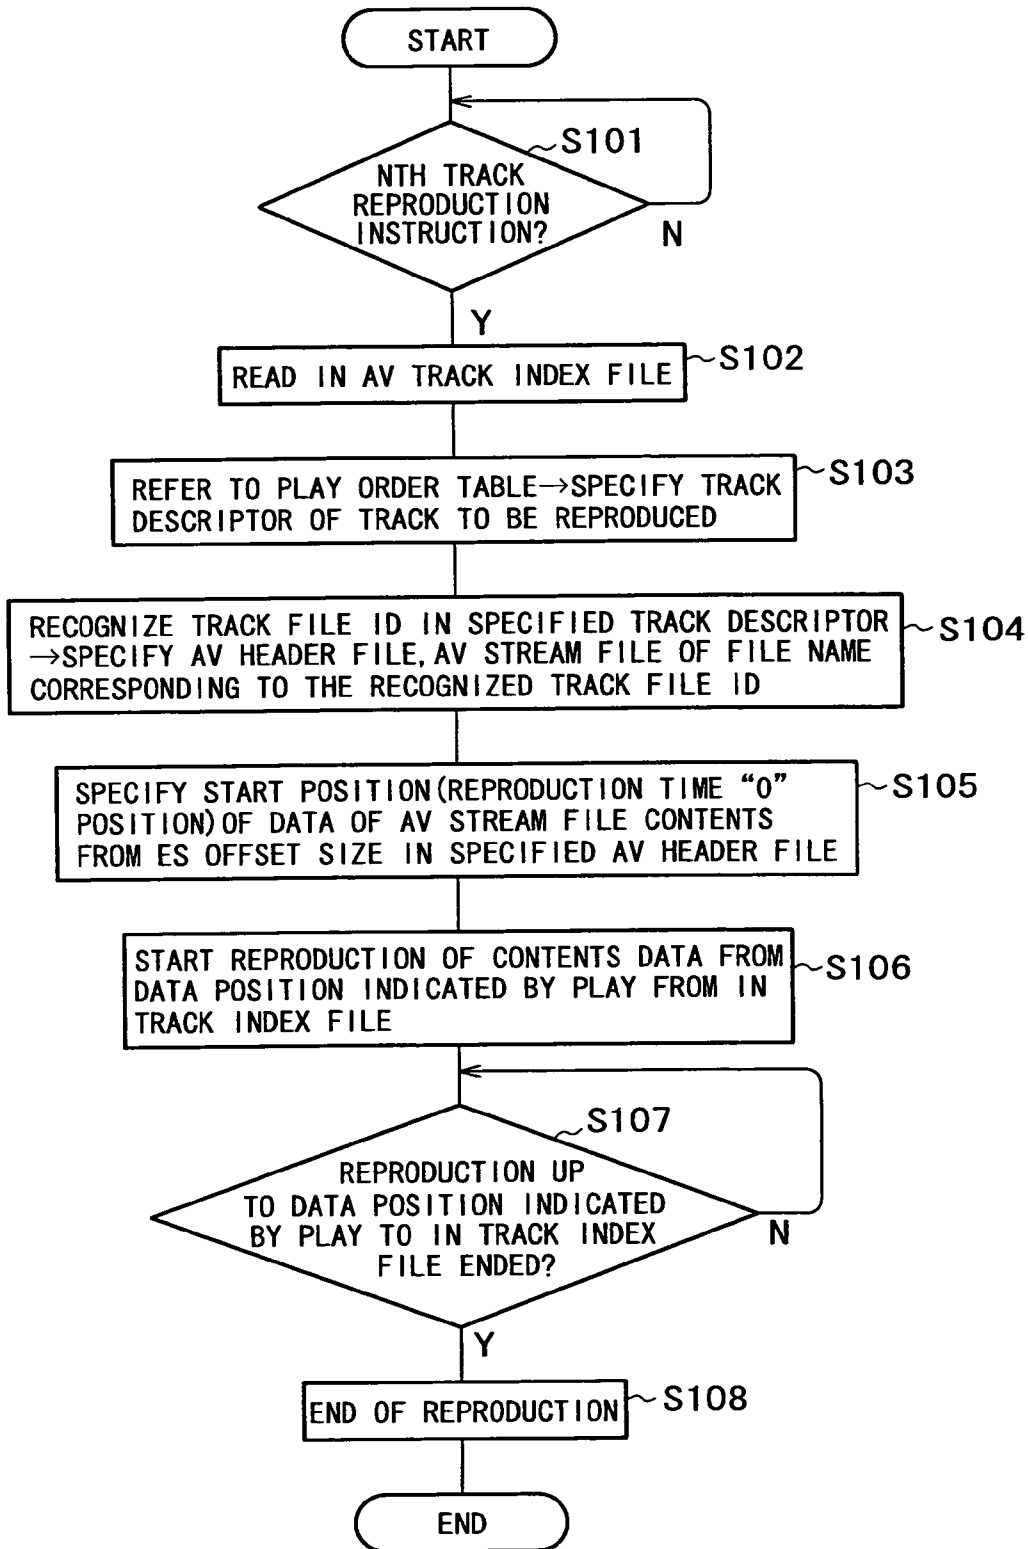 START
S101
NTH TRACK
REPRODUCTION
INSTRUCTION?
N
Y
S102
READ IN AV TRACK INDEX FILE
S103
REFER TO PLAY ORDER TABLE→SPECIFY TRACK
DESCRIPTOR OF TRACK TO BE REPRODUCED
S104
RECOGNIZE TRACK FILE ID IN SPECIFIED TRACK DESCRIPTOR
→SPECIFY AV HEADER FILE, AV STREAM FILE OF FILE NAME
CORRESPONDING TO THE RECOGNIZED TRACK FILE ID
S105
SPECIFY START POSITION(REPRODUCTION TIME “0”
POSITION)OF DATA OF AV STREAM FILE CONTENTS
FROM ES OFFSET SIZE IN SPECIFIED AV HEADER FILE
S106
START REPRODUCTION OF CONTENTS DATA FROM
DATA POSITION INDICATED BY PLAY FROM IN
TRACK INDEX FILE
S107
REPRODUCTION UP
TO DATA POSITION INDICATED
BY PLAY TO IN TRACK INDEX
FILE ENDED?
N
Y
S108
END OF REPRODUCTION
END